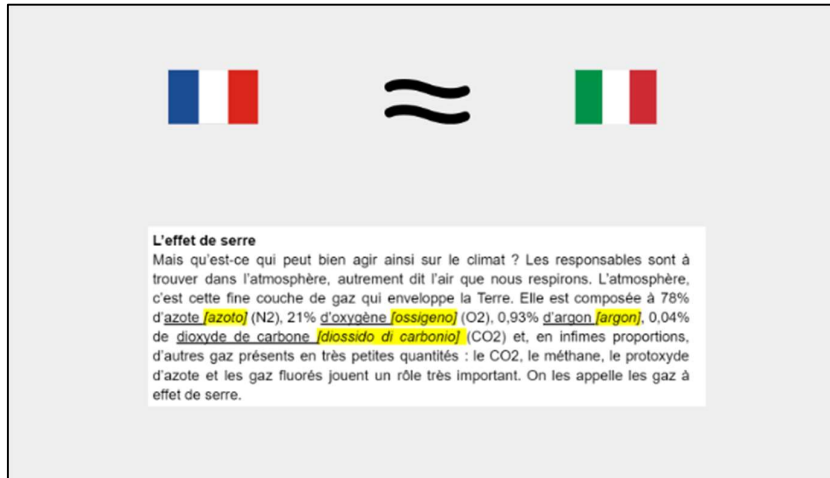 L'effet de serre
Mais qu'est-ce qui peut bien agir ainsi sur le climat ? Les responsables sont à
trouver dans l'atmosphère, autrement dit l'air que nous respirons. L'atmosphère,
c'est cette fine couche de gaz qui enveloppe la Terre. Elle est composée à 78%
d'azote [azoto] (N2), 21% d'oxygène [ossigeno] (O2), 0,93% d'argon [argon], 0,04%
de dioxyde de carbone [diossido di carbonio] (CO2) et, en infimes proportions,
d'autres gaz présents en très petites quantités : le CO2, le méthane, le protoxyde
d'azote et les gaz fluorés jouent un rôle très important. On les appelle les gaz à
effet de serre.